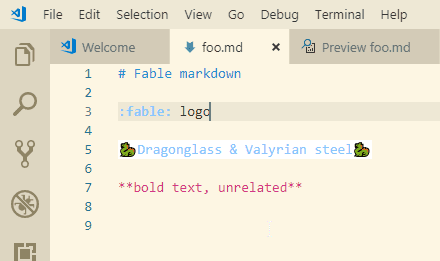 File Edit Selection View Go Debug Terminal Help
Welcome foo.md Preview foo.md
1 # Fable markdown
2
3 :fable: logo
4
5 Dragonglass & Valyrian steel
6
7 **bold text, unrelated**
8
9